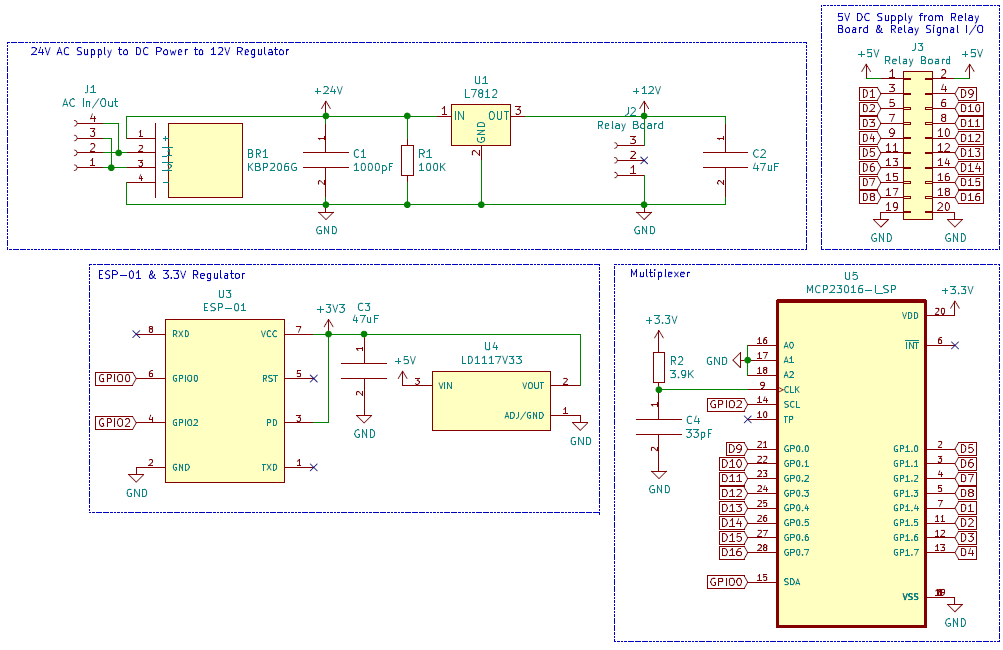 24V AC Supply to DC Power to 12V Regulator
J1
AC In/Out
4
3
2
1
1
2
3
4
+
-
BR1
KBP206G
+24V
1
2
C1
1000pF
R1
100K
GND
U1
L7812
1
IN
OUT
3
GND
2
+12V
J2
Relay Board
3
2
1
GND
1
2
C2
47uF
5V DC Supply from Relay
Board & Relay Signal I/O
J3
Relay Board
+5V
+5V
1
2
D1
3
4
D9
D2
5
6
D10
D3
7
8
D11
D4
9
10
D12
D5
11
12
D13
D6
13
14
D14
D7
15
16
D15
D8
17
18
D16
19
20
GND
GND
ESP-01 & 3.3V Regulator
U3
ESP-01
8
RXD
VCC
7
GPIO0
6
GPIO0
RST
5
GPIO2
4
GPIO2
PD
3
2
GND
TXD
1
GND
+3V3
C3
47uF
1
2
GND
+5V
U4
LD1117V33
3
VIN
VOUT
2
ADJ/GND
1
GND
Multiplexer
U5
MCP23016-I_SP
+3.3V
R2
3.9K
1
2
C4
33pF
GND
GND
16
A0
17
A1
18
A2
9
CLK
GPIO2
14
SCL
10
TP
D9
21
GP0.0
D10
22
GP0.1
D11
23
GP0.2
D12
24
GP0.3
D13
25
GP0.4
D14
26
GP0.5
D15
27
GP0.6
D16
28
GP0.7
GPIO0
15
SDA
+3.3V
VDD
20
INT
6
GP1.0
2
D5
GP1.1
3
D6
GP1.2
4
D7
GP1.3
5
D8
GP1.4
7
D1
GP1.5
11
D2
GP1.6
12
D3
GP1.7
13
D4
VSS
GND